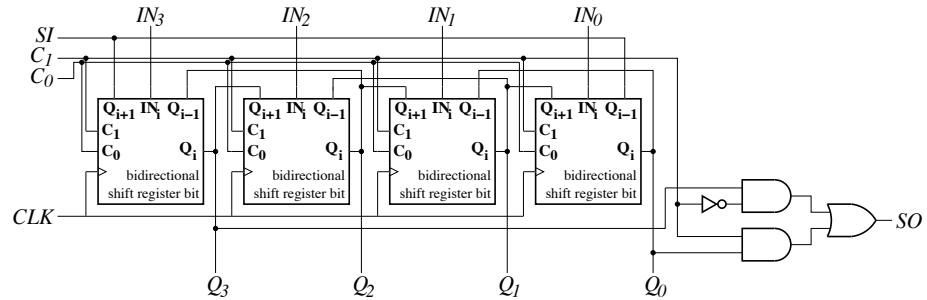 IN3 IN2 IN1 IN0
SI
C1
C0
Qi+1 INi Qi−1 Qi+1 INi Qi−1 Qi+1 INi Qi−1 Qi+1 INi Qi−1
C1 C1 C1 C1
C0 Qi C0 Qi C0 Qi C0 Qi
bidirectional bidirectional bidirectional bidirectional
shift register bit shift register bit shift register bit shift register bit
CLK
SO
Q3 Q2 Q1 Q0